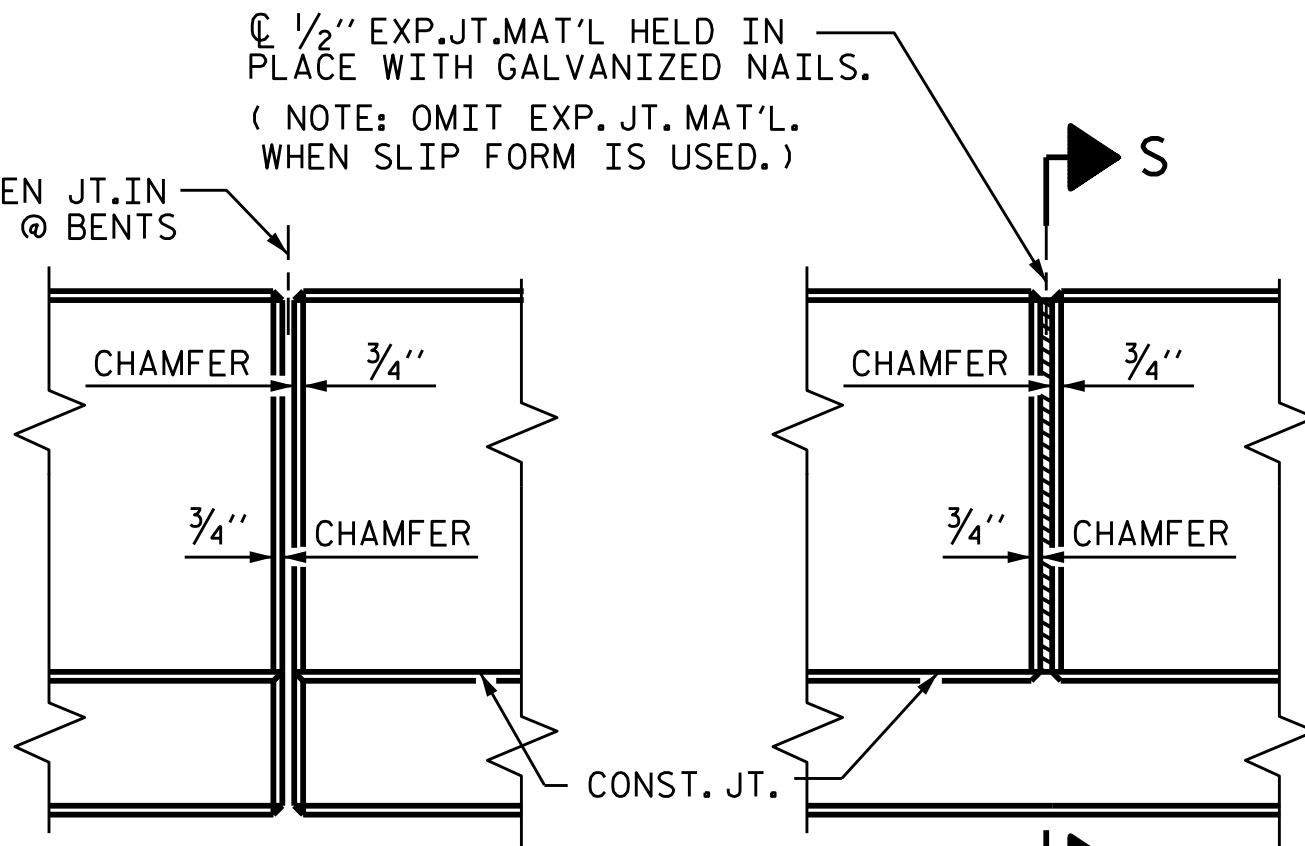 ℄ 1/2'' EXP.JT.MAT'L HELD IN
PLACE WITH GALVANIZED NAILS.
( NOTE: OMIT EXP. JT. MAT'L.
WHEN SLIP FORM IS USED. )
S
JT.IN
@ BENTS
CHAMFER 3/4''
CHAMFER 3/4''
3/4'' CHAMFER
3/4'' CHAMFER
CONST. JT.